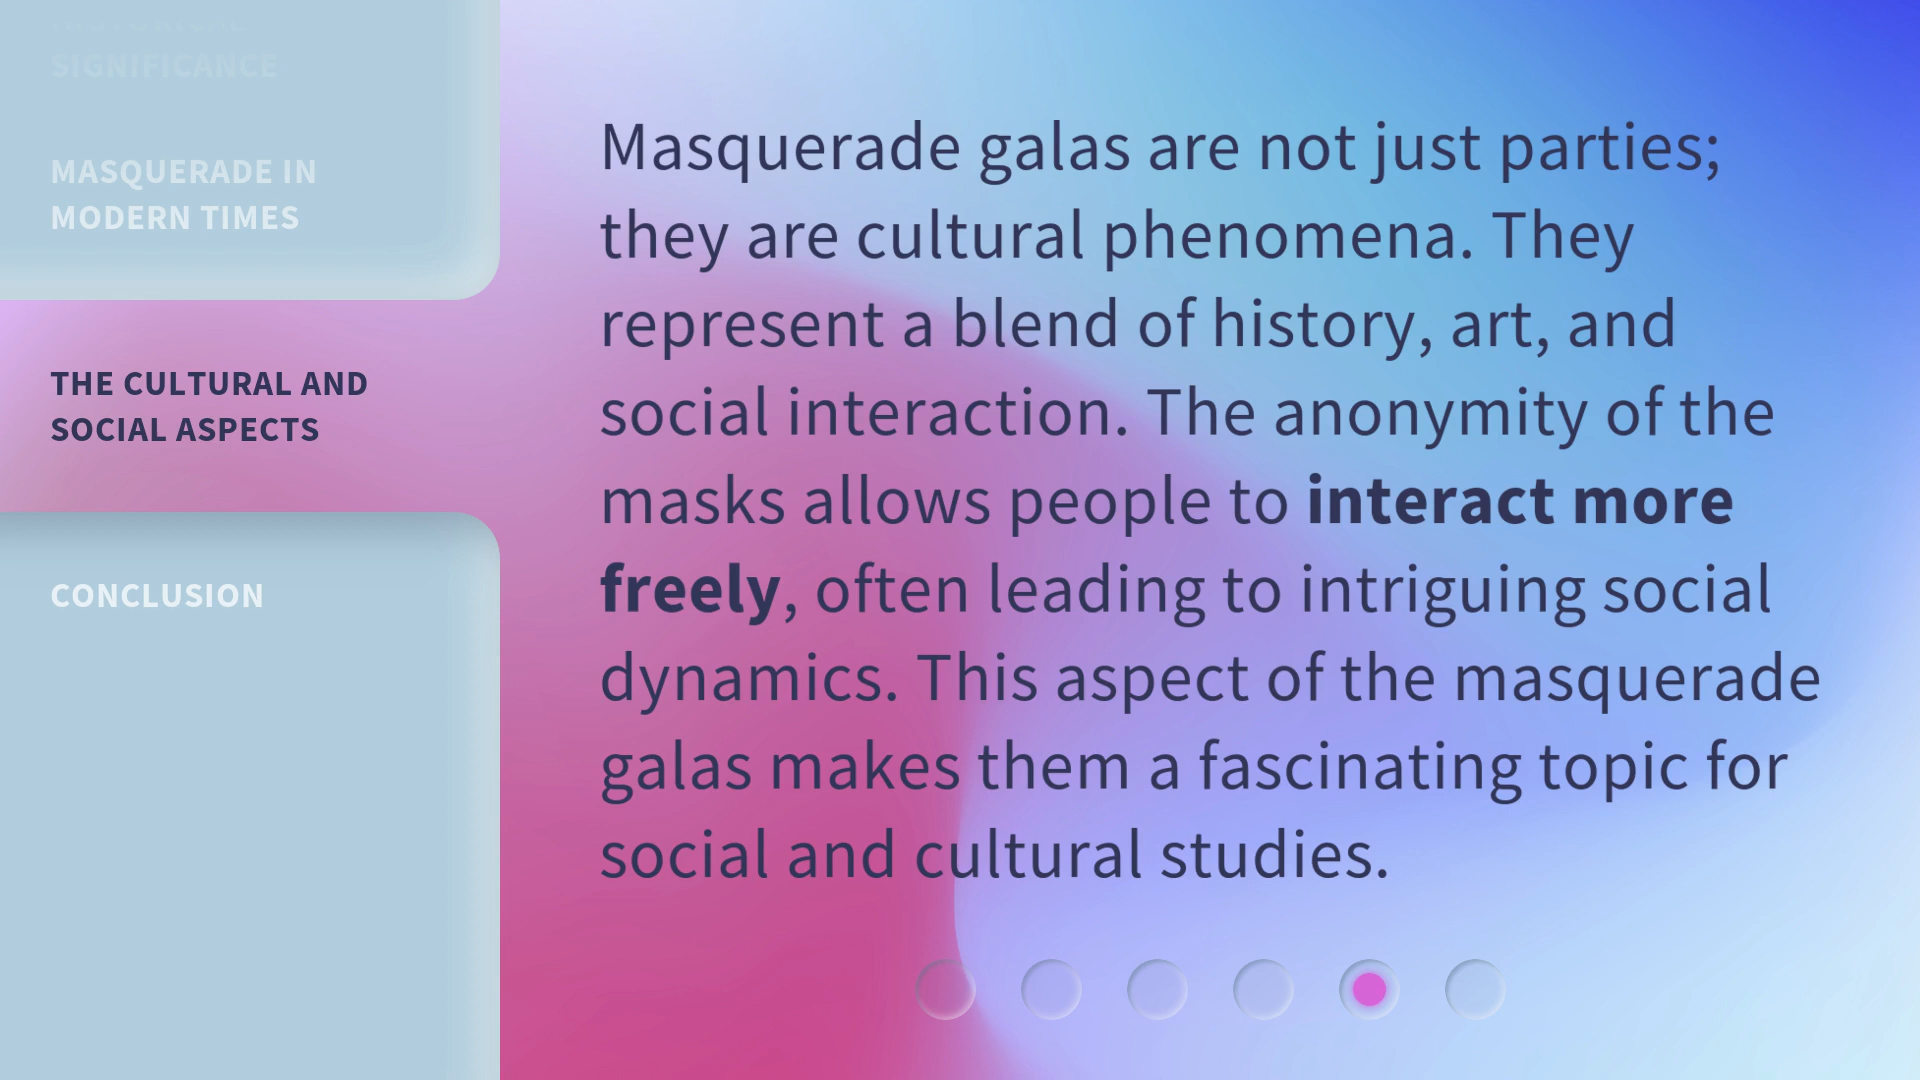 SIGNIFICANCE
MASQUERADE IN
MODERN TIMES
THE CULTURAL AND
SOCIAL ASPECTS
CONCLUSION
Masquerade galas are not just parties;
they are cultural phenomena. They
represent a blend of history, art, and
social interaction. The anonymity of the
masks allows people to interact more
freely, often leading to intriguing social
dynamics. This aspect of the masquerade
galas makes them a fascinating topic for
social and cultural studies.